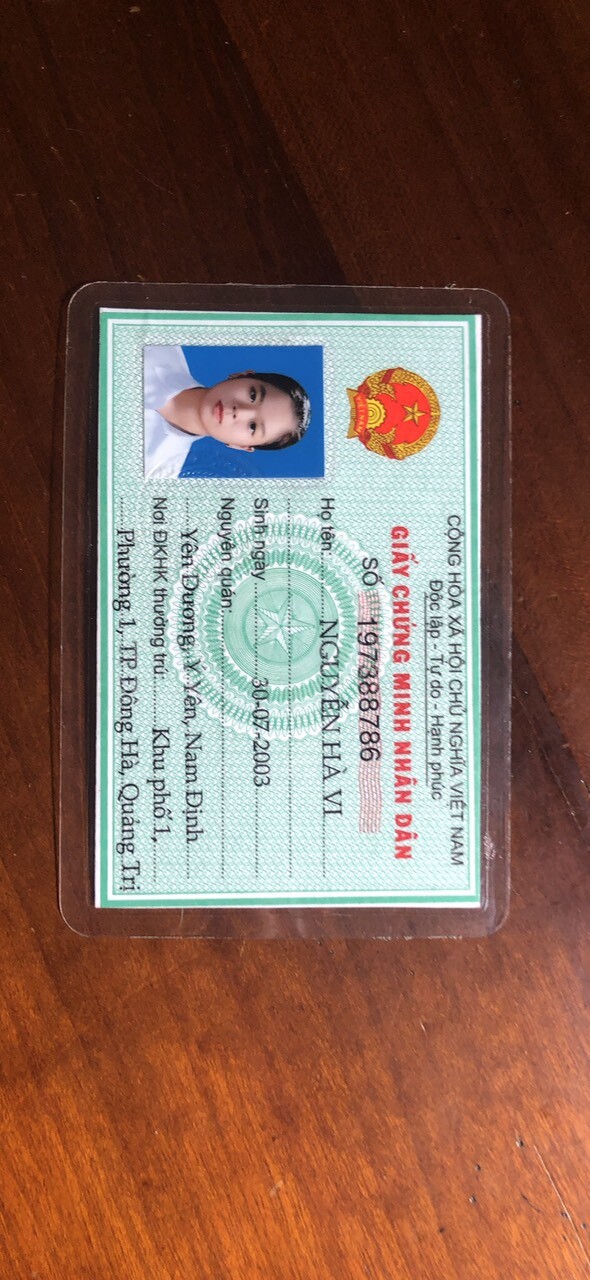 CỘNG HÒA XÃ HỘI CHỦ NGHĨA VIỆT NAM
Độc lập - Tự do - Hạnh phúc
GIẤY CHỨNG MINH NHÂN DÂN
SỐ 197388786
Họ tên: NGUYỄN HÀ VI
Sinh ngày 30-07-2003
Nguyên quán:
Yên Dương, Y.Yên, Nam Định
Nơi ĐKHK thường trú: Khu phố 1,
Phường 1, TP.Đông Hà, Quảng Trị
VIỆT NAM